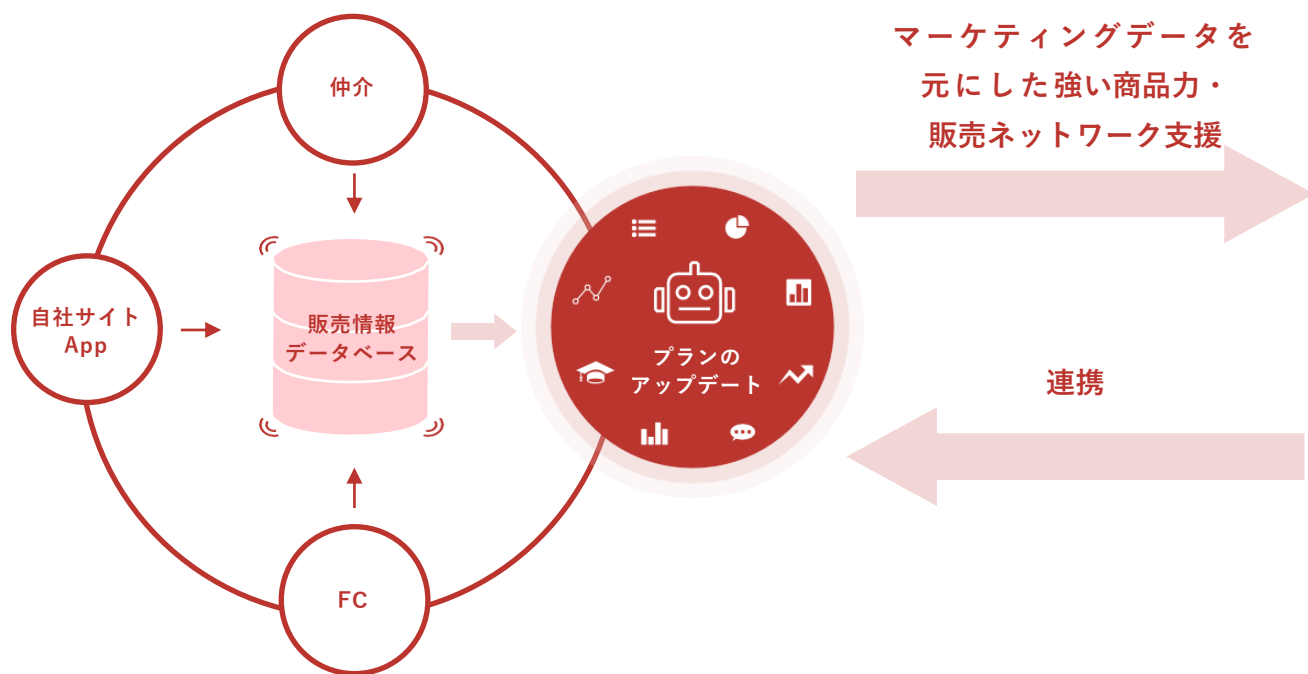 仲介
自社サイト
App
販売情報
データベース
FC
プランの
アップデート
マーケティングデータを
元にした強い商品力・
販売ネットワーク支援
連携